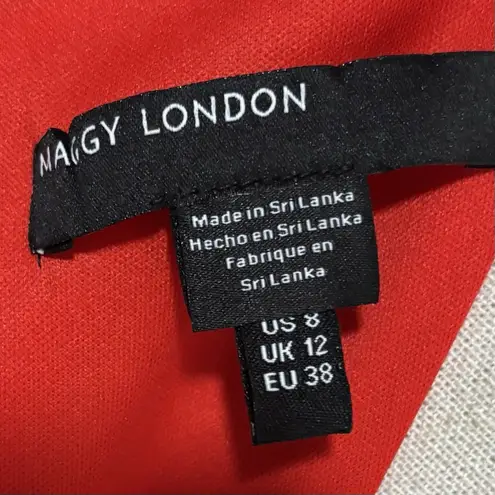 MAGGY LONDON
Made in Sri Lanka
Hecho en Sri Lanka
Fabrique en
Sri Lanka
US 8
UK 12
EU 38